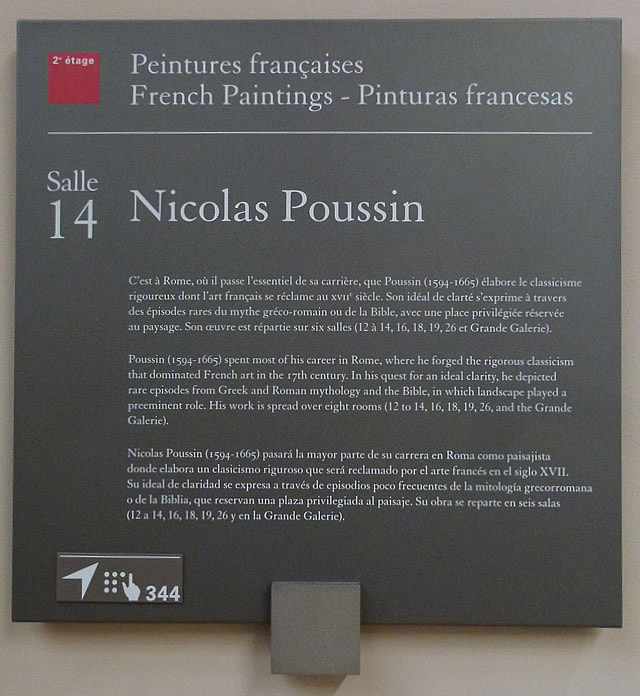 2e étage
Peintures françaises
French Paintings - Pinturas francesas
Salle
14
Nicolas Poussin
C'est à Rome, où il passe l'essentiel de sa carrière, que Poussin (1594-1665) élabore le classicisme
rigoureux dont l'art français se réclame au XVIIe siècle. Son idéal de clarté s'exprime à travers
des épisodes rares du mythe gréco-romain ou de la Bible, avec une place privilégiée réservée
au paysage. Son œuvre est répartie sur six salles (12 à 14, 16, 18, 19, 26 et Grande Galerie).
Poussin (1594-1665) spent most of his career in Rome, where he forged the rigorous classicism
that dominated French art in the 17th century. In his quest for an ideal clarity, he depicted
rare episodes from Greek and Roman mythology and the Bible, in which landscape played a
preeminent role. His work is spread over eight rooms (12 to 14, 16, 18, 19, 26, and the Grande
Galerie).
Nicolas Poussin (1594-1665) pasará la mayor parte de su carrera en Roma como paisajista
donde elabora un clasicismo riguroso que será reclamado por el arte francés en el siglo XVII.
Su ideal de claridad se expresa a través de episodios poco frecuentes de la mitología grecorromana
o de la Biblia, que reservan una plaza privilegiada al paisaje. Su obra se reparte en seis salas
(12 a 14, 16, 18, 19, 26 y en la Grande Galerie).
344